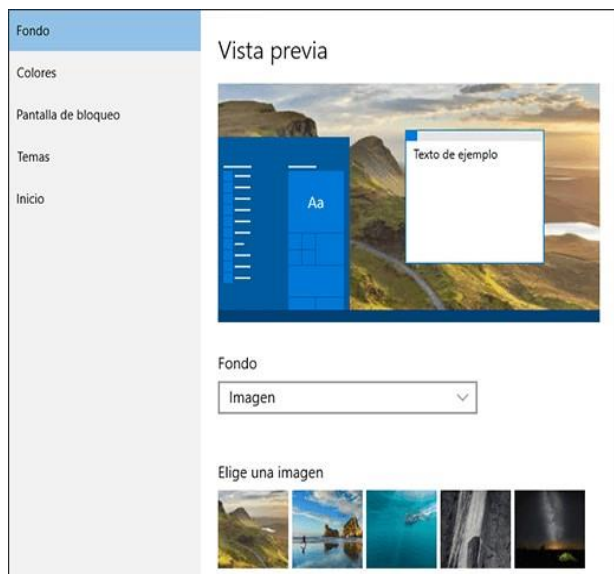 Fondo
Colores
Pantalla de bloqueo
Temas
Inicio
Vista previa
Texto de ejemplo
Aa
Fondo
Imagen
Elige una imagen